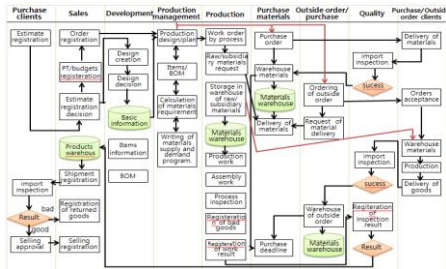 Purchase clients
Sales
Development
Production management
Production
Purchase materials
Outside order/ purchase
Quality
Purchase/Outside order clients
Estimate registration
Order registration
PT/budgets registeration
Estimate registration decision
Products warehous
Shipment registration
Import inspection
bad
Result
good
Registration of returned goods
Selling approval
Selling registration
Design creation
Design decision
Basic information
Items information
BOM
Production design/plan
Items/ BOM
Calculation of materials requirement
Writing of materials supply and demand program.
Work order by process
Raw/subsidiary materials request
Storage in warehouse of raw/ subsidiary materials
Materials warehouse
Production work
Assembly work
Process inspection
Registeration of bad goods
Registeration of work result
Purchase order
Warehouse materials
Materials warehouse
Delivery of materials
Purchase deadline
Ordering of outside order
Request of material delivery
Warehouse of outside order
Materials warehouse
Import inspection
success
Import inspection
sucess
Regiteration of inspection result
Result
Delivery of materials
Orders acceptance
Warehouse materials
Production
Delivery of goods